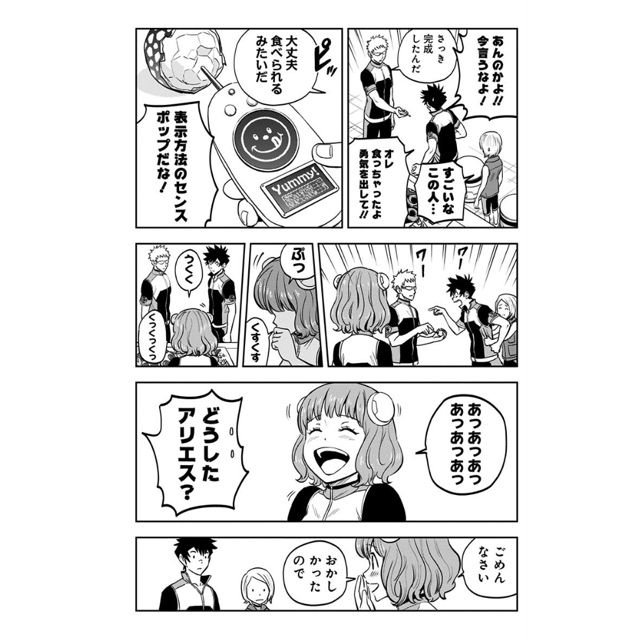 あんのかよ!!
今言うなよ!
さっき
完成
したんだ
すごいな
この人…
オレ
食っちゃったよ
勇気を出して!!
ピッ
大丈夫
食べられる
みたいだ
Yummy!
表示方法のセンス
ポップだな!
ワー
ワー
ぷっ
くすくす
うくく
くっくっくっ
あっあっあっ
あっあっあっ
どうした
アリエス?
ごめん
なさい
おかし
かった
ので